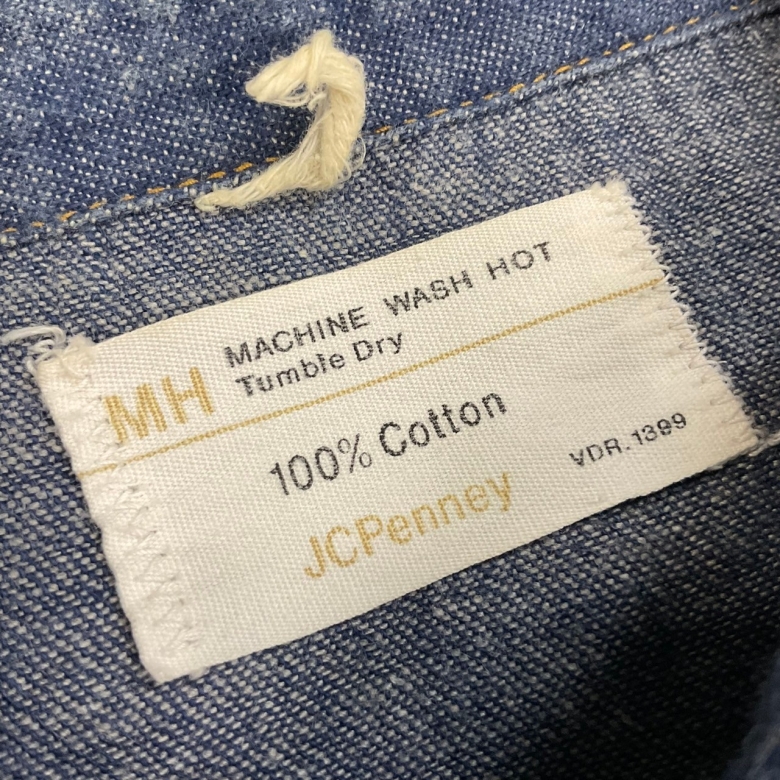 MH
MACHINE WASH HOT
Tumble Dry
100% Cotton
VDR. 1399
JCPenney